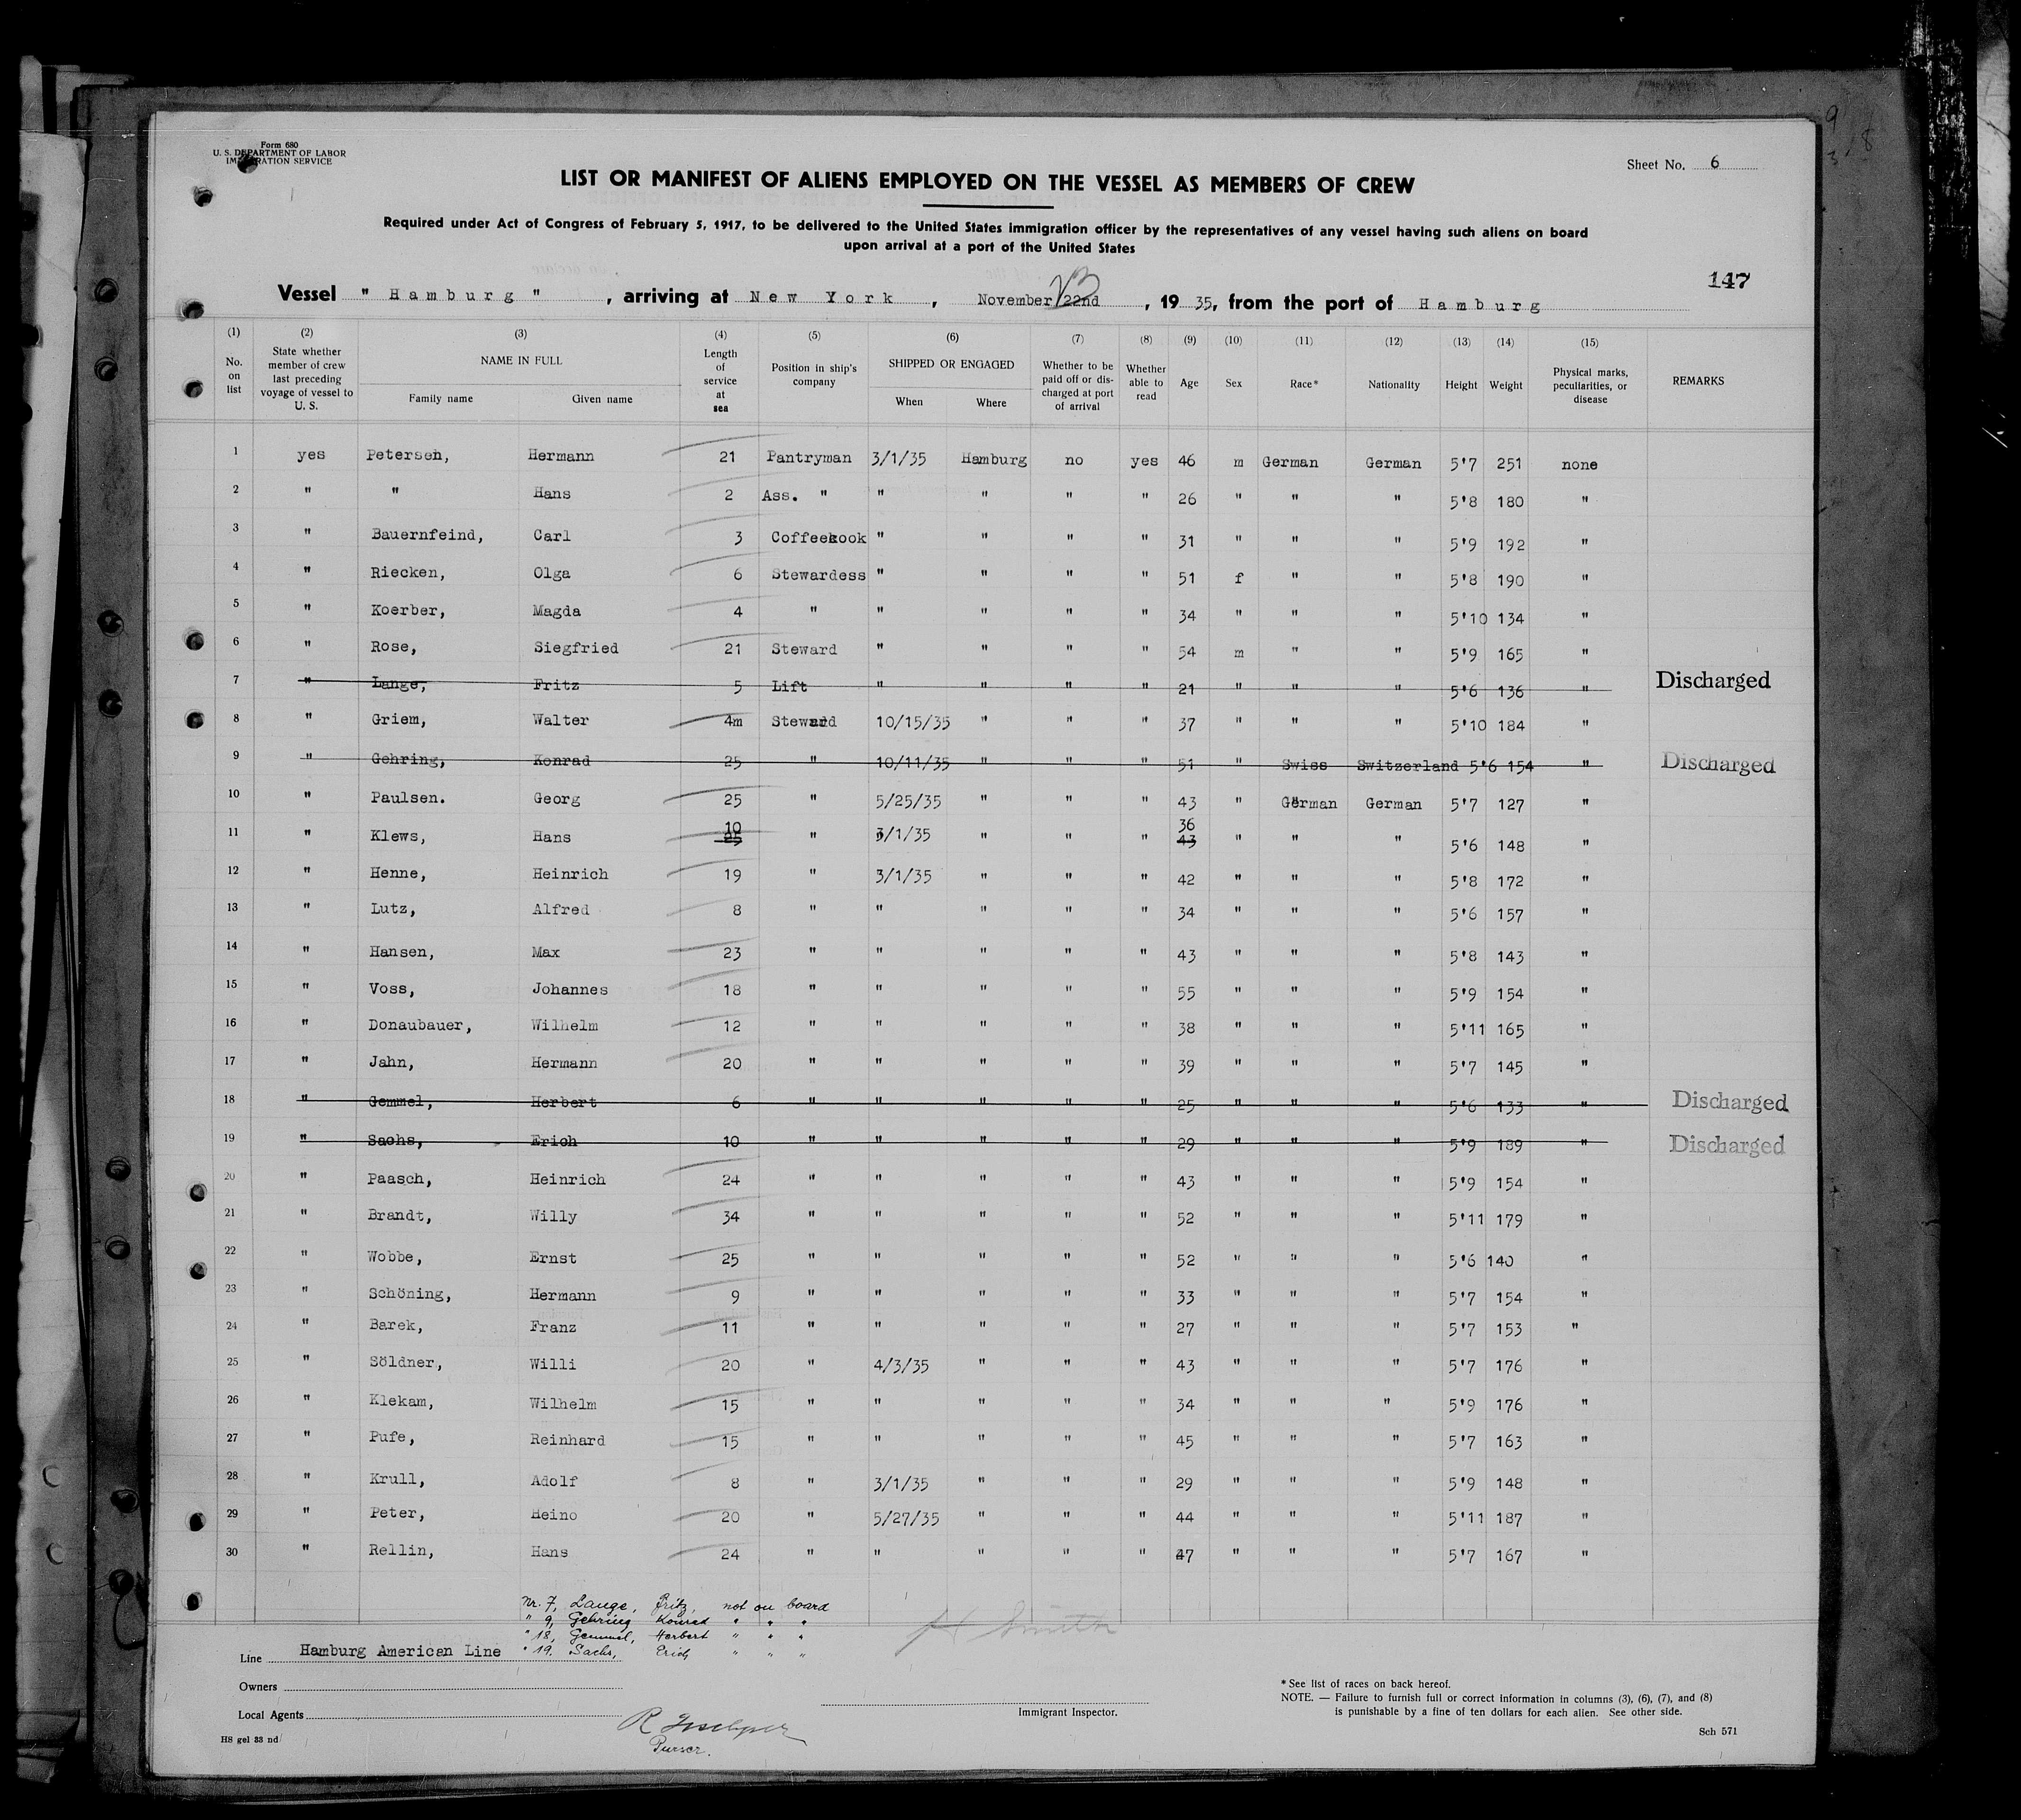 Form 680
U. S. DEPARTMENT OF LABOR
IMMIGRATION SERVICE
Sheet No. 6
LIST OR MANIFEST OF ALIENS EMPLOYED ON THE VESSEL AS MEMBERS OF CREW
Required under Act of Congress of February 5, 1917, to be delivered to the United States immigration officer by the representatives of any vessel having such aliens on board
upon arrival at a port of the United States
147
Vessel " Hamburg " , arriving at New York , November 22nd , 19 35, from the port of Hamburg
(1) (2) (3) (4) (5) (6) (7) (8) (9) (10) (11) (12) (13) (14) (15)
No. on list State whether member of crew last preceding voyage of vessel to U. S. NAME IN FULL Family name Given name Length of service at sea Position in ship's company SHIPPED OR ENGAGED When Where Whether to be paid off or discharged at port of arrival Whether able to read Age Sex Race* Nationality Height Weight Physical marks, peculiarities, or disease REMARKS
1 yes Petersen, Hermann 21 Pantryman 3/1/35 Hamburg no yes 46 m German German 5'7 251 none
2 " " Hans 2 Ass. " " " " " 26 " " " 5'8 180 "
3 " Bauernfeind, Carl 3 Coffeekook " " " " 31 " " " 5'9 192 "
4 " Riecken, Olga 6 Stewardess " " " " 51 f " " 5'8 190 "
5 " Koerber, Magda 4 " " " " " 34 " " " 5'10 134 "
6 " Rose, Siegfried 21 Steward " " " " 54 m " " 5'9 165 "
7 " Lange, Fritz 5 Lift " " " " 21 " " " 5'6 136 " Discharged
8 " Griem, Walter 4m Steward 10/15/35 " " " 37 " " " 5'10 184 "
9 " Gehring, Konrad 25 " 10/11/35 " " " 51 " Swiss Switzerland 5'6 154 " Discharged
10 " Paulsen. Georg 25 " 5/25/35 " " " 43 " German German 5'7 127 "
11 " Klews, Hans 10 25 " 3/1/35 " " " 36 43 " " " 5'6 148 "
12 " Henne, Heinrich 19 " 3/1/35 " " " 42 " " " 5'8 172 "
13 " Lutz, Alfred 8 " " " " " 34 " " " 5'6 157 "
14 " Hansen, Max 23 " " " " " 43 " " " 5'8 143 "
15 " Voss, Johannes 18 " " " " " 55 " " " 5'9 154 "
16 " Donaubauer, Wilhelm 12 " " " " " 38 " " " 5'11 165 "
17 " Jahn, Hermann 20 " " " " " 39 " " " 5'7 145 "
18 " Gemmel, Herbert 6 " " " " " 25 " " " 5'6 133 " Discharged
19 " Sachs, Erich 10 " " " " " 29 " " " 5'9 189 " Discharged
20 " Paasch, Heinrich 24 " " " " " 43 " " " 5'9 154 "
21 " Brandt, Willy 34 " " " " " 52 " " " 5'11 179 "
22 " Wobbe, Ernst 25 " " " " " 52 " " " 5'6 140 "
23 " Schöning, Hermann 9 " " " " " 33 " " " 5'7 154 "
24 " Barek, Franz 11 " " " " " 27 " " " 5'7 153 "
25 " Söldner, Willi 20 " 4/3/35 " " " 43 " " " 5'7 176 "
26 " Klekam, Wilhelm 15 " " " " " 34 " " " 5'9 176 "
27 " Pufe, Reinhard 15 " " " " " 45 " " " 5'7 163 "
28 " Krull, Adolf 8 " 3/1/35 " " " 29 " " " 5'9 148 "
29 " Peter, Heino 20 " 5/27/35 " " " 44 " " " 5'11 187 "
30 " Rellin, Hans 24 " " " " " 47 " " " 5'7 167 "
Nr. 7, Lange, Fritz, not on board
" 9, Gehring Konrad " " "
" 18, Gemmel, Herbert " " "
" 19. Sachs, Erich " " "
H Smith
Line Hamburg American Line
Owners
Local Agents
Purser.
Immigrant Inspector.
* See list of races on back hereof.
NOTE. — Failure to furnish full or correct information in columns (3), (6), (7), and (8)
is punishable by a fine of ten dollars for each alien. See other side.
HS gel 33 nd
Sch 571